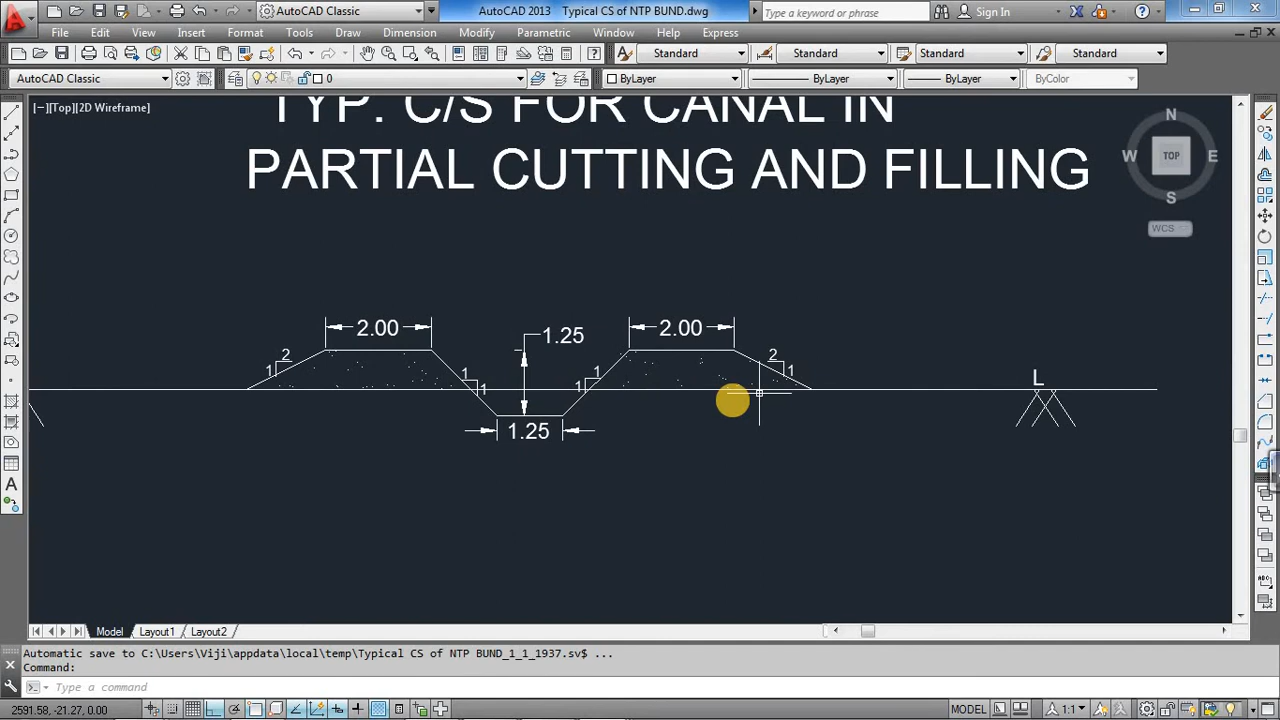 AutoCAD Classic
AutoCAD 2013 Typical CS of NTP BUND.dwg
Type a keyword or phrase
Sign In
File Edit View Insert Format Tools Draw Dimension Modify Parametric Window Help Express
Standard Standard Standard Standard
AutoCAD Classic 0 ByLayer ByLayer ByLayer ByColor
[−][Top][2D Wireframe]
TYP. C/S FOR CANAL IN
PARTIAL CUTTING AND FILLING
N
W TOP E
S
WCS
2.00 1.25 2.00
2 1 1 1 1 1 2 1
L
1.25
A
Model Layout1 Layout2
Automatic save to C:\Users\Viji\appdata\local\temp\Typical CS of NTP BUND_1_1_1937.sv$ ...
Command:
Type a command
2591.58, -21.27, 0.00 MODEL 1:1